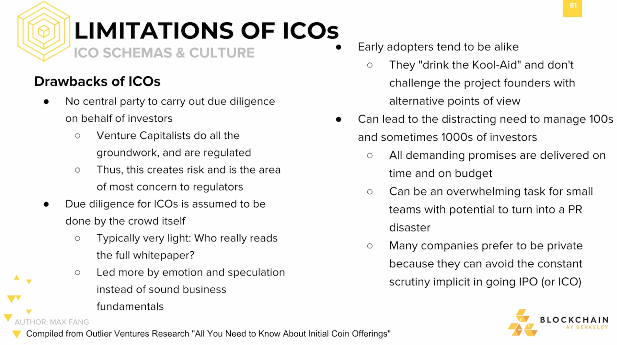 81
LIMITATIONS OF ICOs
ICO SCHEMAS & CULTURE
Drawbacks of ICOs
● No central party to carry out due diligence
on behalf of investors
○ Venture Capitalists do all the
groundwork, and are regulated
○ Thus, this creates risk and is the area
of most concern to regulators
● Due diligence for ICOs is assumed to be
done by the crowd itself
○ Typically very light: Who really reads
the full whitepaper?
○ Led more by emotion and speculation
instead of sound business
fundamentals
● Early adopters tend to be alike
○ They "drink the Kool-Aid" and don't
challenge the project founders with
alternative points of view
● Can lead to the distracting need to manage 100s
and sometimes 1000s of investors
○ All demanding promises are delivered on
time and on budget
○ Can be an overwhelming task for small
teams with potential to turn into a PR
disaster
○ Many companies prefer to be private
because they can avoid the constant
scrutiny implicit in going IPO (or ICO)
AUTHOR: MAX FANG
Compiled from Outlier Ventures Research "All You Need to Know About Initial Coin Offerings"
BLOCKCHAIN
AT BERKELEY